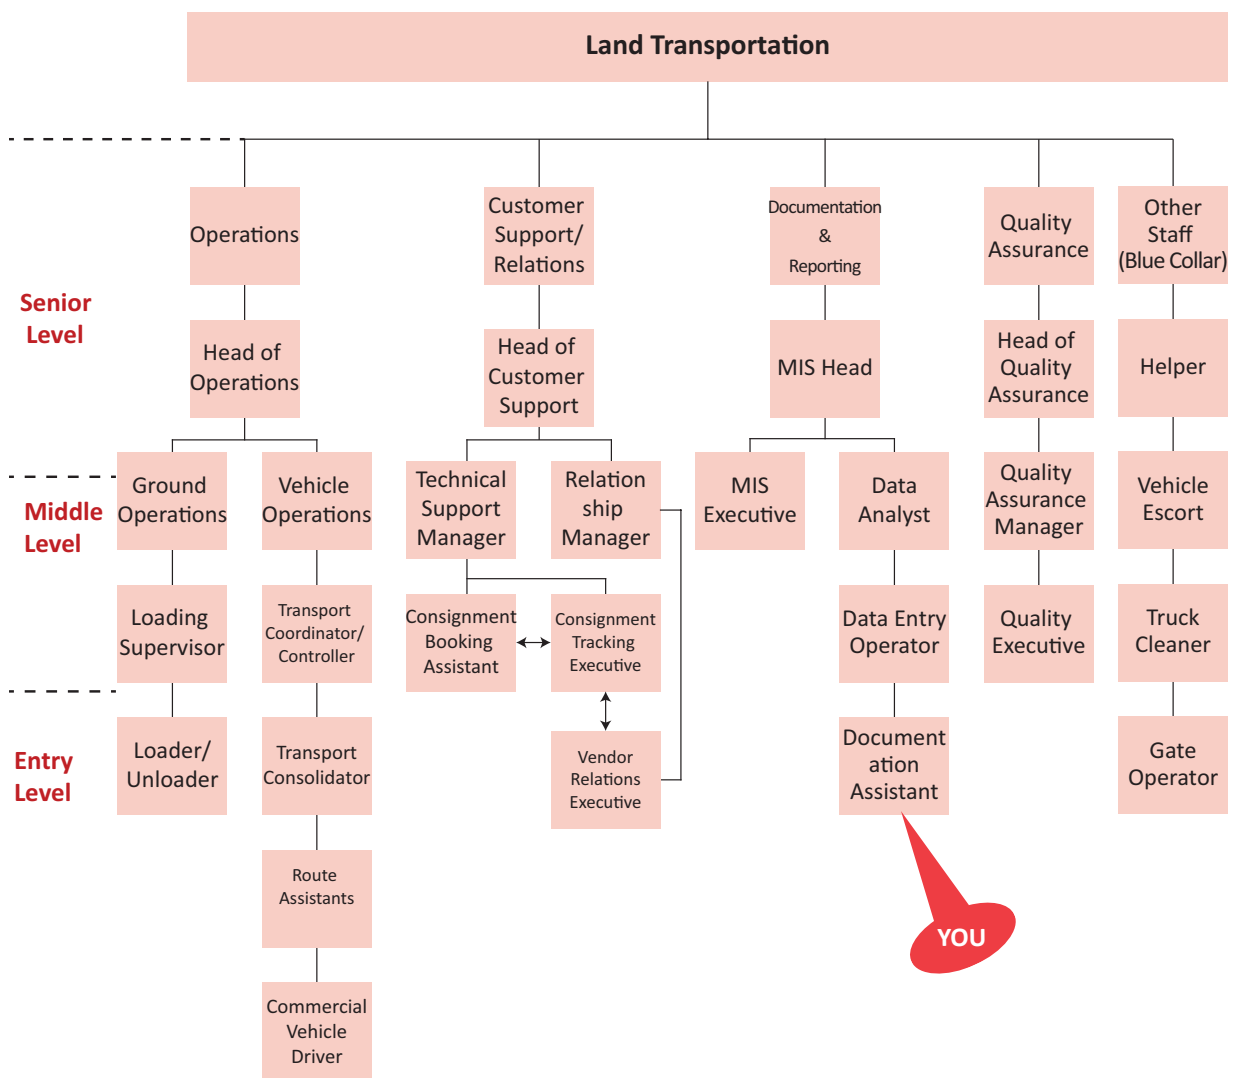 Land Transportation
Operations
Customer
Support/
Relations
Documentation
&
Reporting
Quality
Assurance
Other
Staff
(Blue Collar)
Senior
Level
Head of
Operations
Head of
Customer
Support
MIS Head
Head of
Quality
Assurance
Helper
Middle
Level
Ground
Operations
Vehicle
Operations
Technical
Support
Manager
Relation
ship
Manager
MIS
Executive
Data
Analyst
Quality
Assurance
Manager
Vehicle
Escort
Loading
Supervisor
Transport
Coordinator/
Controller
Consignment
Booking
Assistant
Consignment
Tracking
Executive
Data Entry
Operator
Quality
Executive
Truck
Cleaner
Entry
Level
Loader/
Unloader
Transport
Consolidator
Vendor
Relations
Executive
Document
ation
Assistant
Gate
Operator
Route
Assistants
YOU
Commercial
Vehicle
Driver